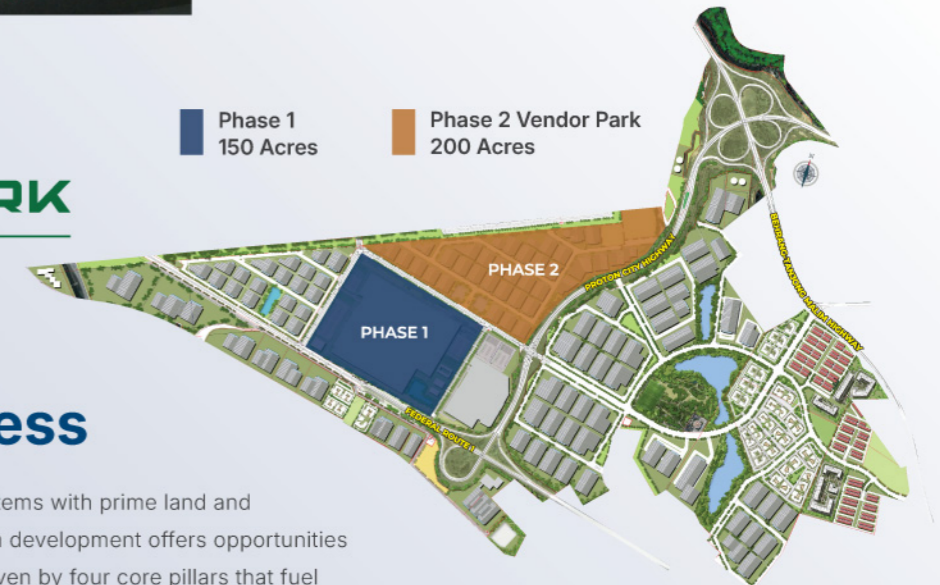 Phase 1
150 Acres
Phase 2 Vendor Park
200 Acres
RK
N
PHASE 2
PROTON CITY HIGHWAY
BEHRANG TANJONG MALIM HIGHWAY
PHASE 1
FEDERAL ROUTE 1
ess
tems with prime land and
development offers opportunities
ven by four core pillars that fuel